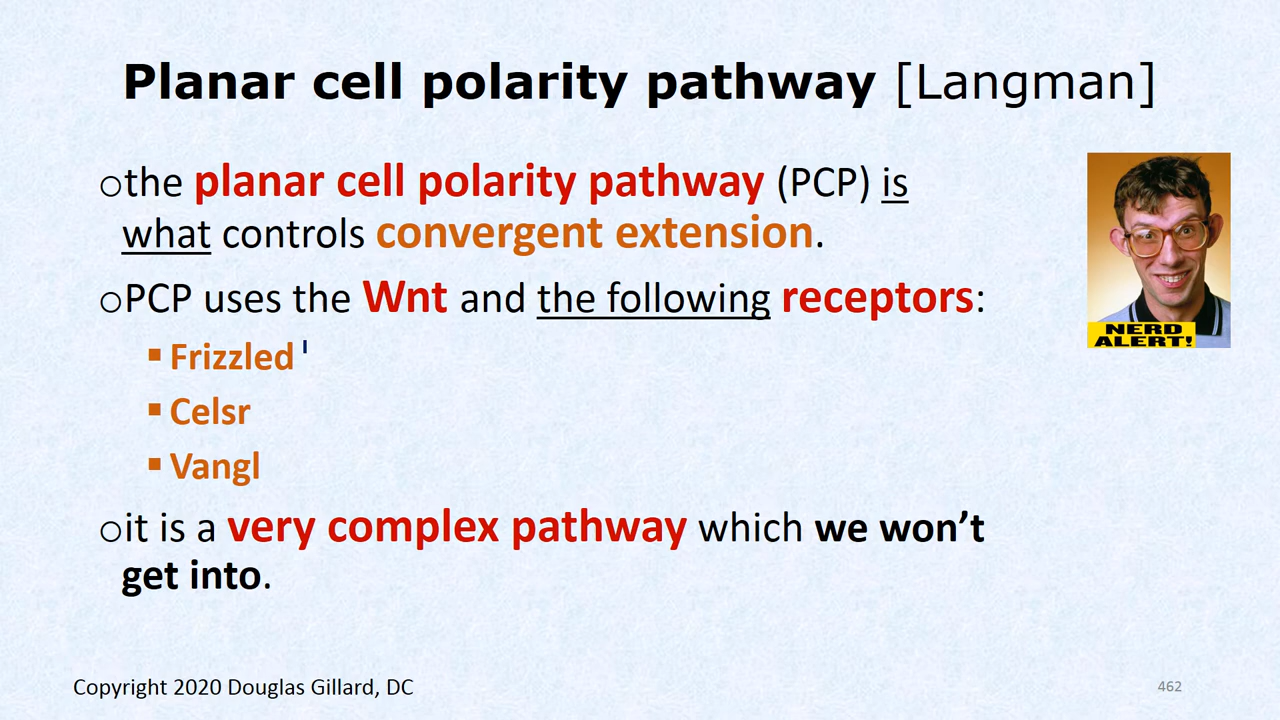 Planar cell polarity pathway [Langman]
the planar cell polarity pathway (PCP) is
what controls convergent extension.
PCP uses the Wnt and the following receptors:
Frizzled
Celsr
Vangl
it is a very complex pathway which we won’t
get into.
NERD
ALERT!
Copyright 2020 Douglas Gillard, DC
462